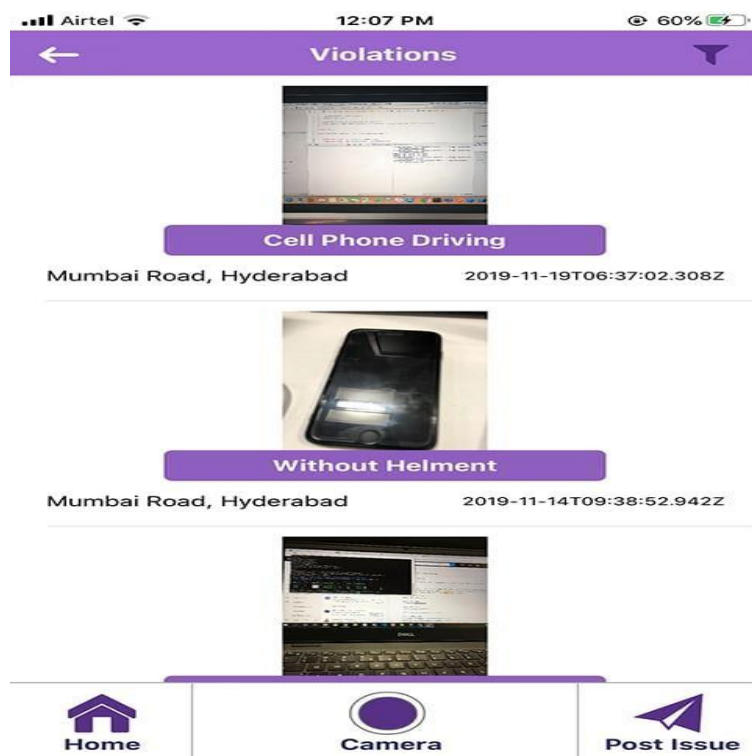 Airtel 12:07 PM 60%
Violations
Cell Phone Driving
Mumbai Road, Hyderabad 2019-11-19T06:37:02.308Z
Without Helment
Mumbai Road, Hyderabad 2019-11-14T09:38:52.942Z
DELL
Home Camera Post Issue